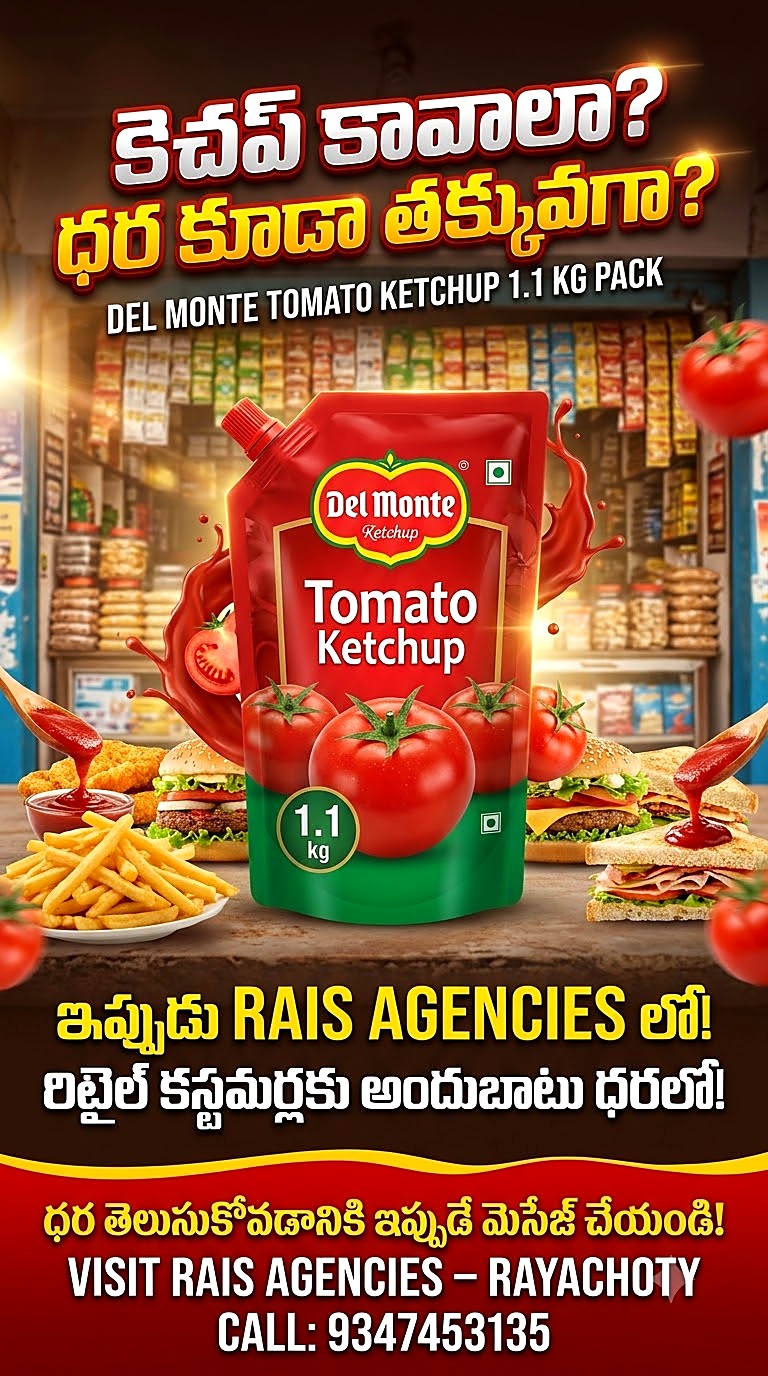 కెచప్ కావాలా?
ధర కూడా తక్కువగా?
DEL MONTE TOMATO KETCHUP 1.1 KG PACK
Del Monte
Ketchup
®
Tomato
Ketchup
1.1
kg
ఇప్పుడు RAIS AGENCIES లో!
రిటైల్ కస్టమర్లకు అందుబాటు ధరలో!
ధర తెలుసుకోవడానికి ఇప్పుడే మెసేజ్ చేయండి!
VISIT RAIS AGENCIES – RAYACHOTY
CALL: 9347453135